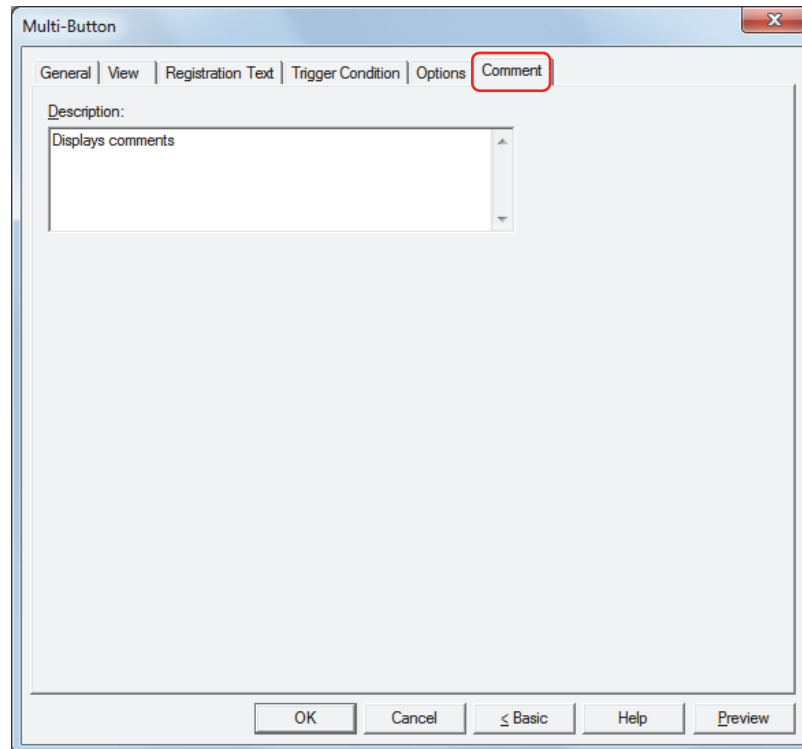 Multi-Button
General View Registration Text Trigger Condition Options Comment
Description:
Displays comments
OK Cancel < Basic Help Preview